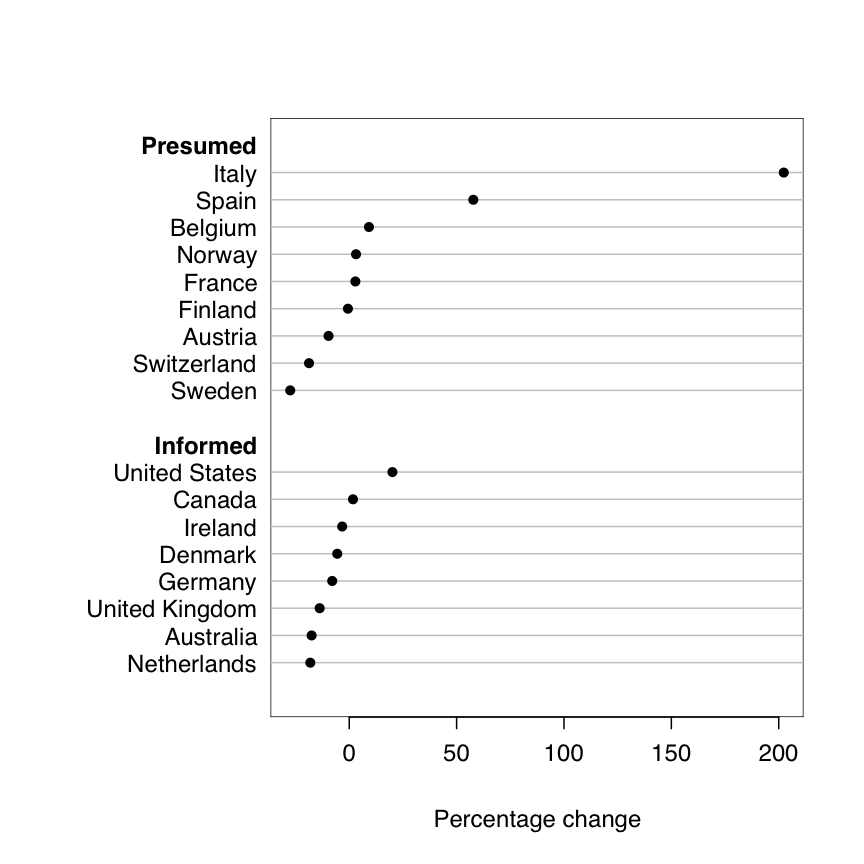 Presumed
Italy
Spain
Belgium
Norway
France
Finland
Austria
Switzerland
Sweden
Informed
United States
Canada
Ireland
Denmark
Germany
United Kingdom
Australia
Netherlands
0 50 100 150 200
Percentage change